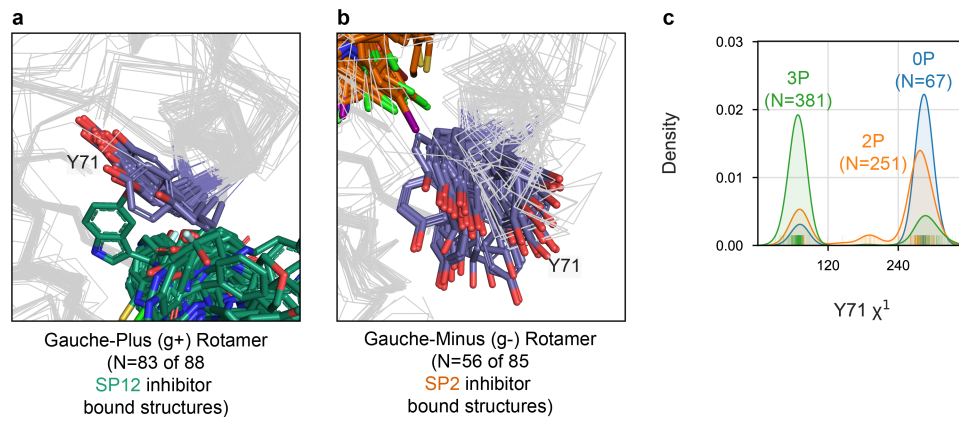 a
b
c
Y71
Y71
Gauche-Plus (g+) Rotamer
(N=83 of 88
SP12 inhibitor
bound structures)
Gauche-Minus (g-) Rotamer
(N=56 of 85
SP2 inhibitor
bound structures)
0.03
0.02
0.01
0.00
Density
3P
(N=381)
2P
(N=251)
0P
(N=67)
120
240
Y71 χ¹